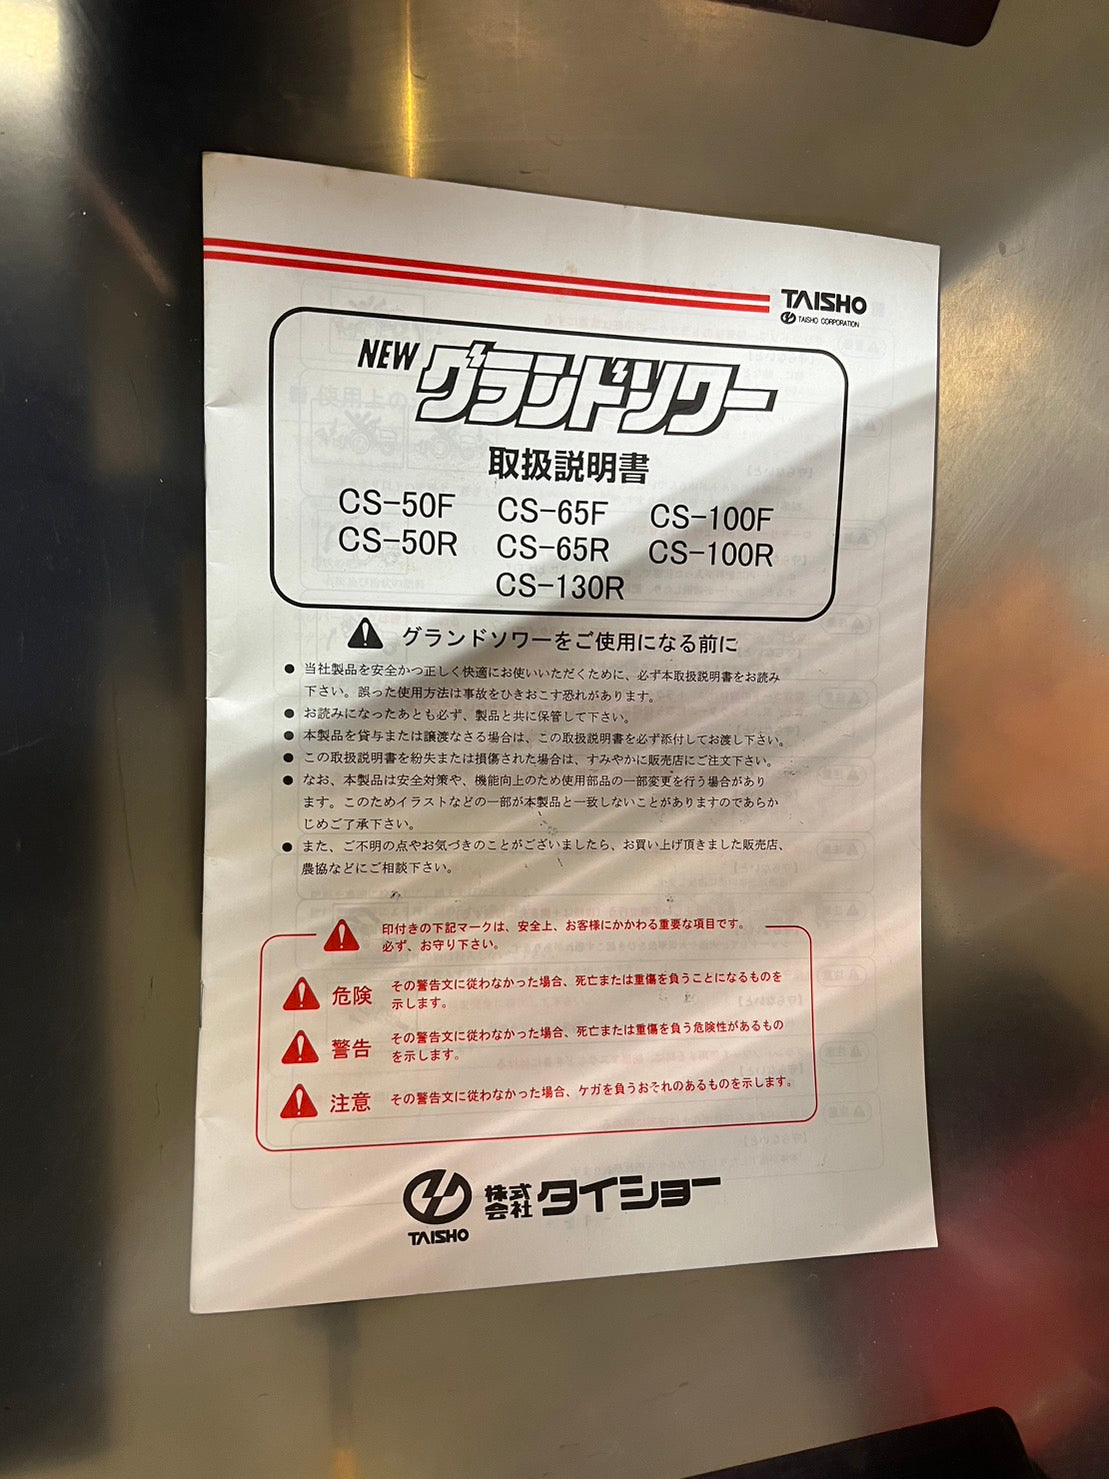 TAISHO
TAISHO CORPORATION
NEW グランドソワー
取扱説明書
CS-50F CS-65F CS-100F
CS-50R CS-65R CS-100R
CS-130R
グランドソワーをご使用になる前に
● 当社製品を安全かつ正しく快適にお使いいただくために、必ず本取扱説明書をお読み
下さい。誤った使用方法は事故をひきおこす恐れがあります。
● お読みになったあとも必ず、製品と共に保管して下さい。
● 本製品を貸与または譲渡なさる場合は、この取扱説明書を必ず添付してお渡し下さい。
● この取扱説明書を紛失または損傷された場合は、すみやかに販売店にご注文下さい。
● なお、本製品は安全対策や、機能向上のため使用部品の一部変更を行う場合があり
ます。このためイラストなどの一部が本製品と一致しないことがありますのであらか
じめご了承下さい。
● また、ご不明の点やお気づきのことがございましたら、お買い上げ頂きました販売店、
農協などにご相談下さい。
印付きの下記マークは、安全上、お客様にかかわる重要な項目です。
必ず、お守り下さい。
危険 その警告文に従わなかった場合、死亡または重傷を負うことになるものを
示します。
警告 その警告文に従わなかった場合、死亡または重傷を負う危険性があるもの
を示します。
注意 その警告文に従わなかった場合、ケガを負うおそれのあるものを示します。
株式会社 タイショー
TAISHO